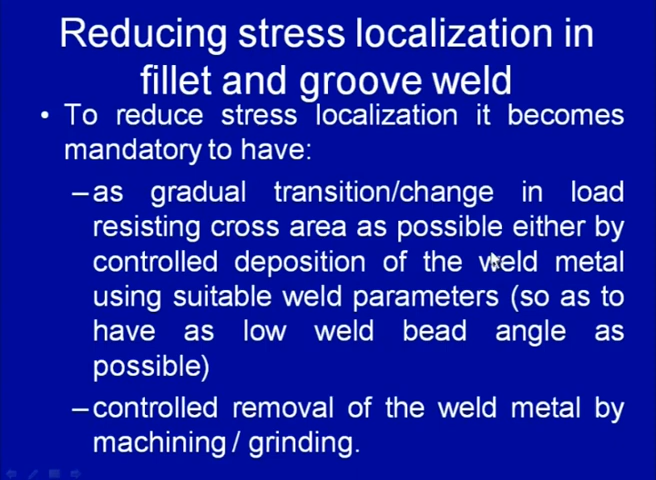 Reducing stress localization in
fillet and groove weld
• To reduce stress localization it becomes
mandatory to have:
–as gradual transition/change in load
resisting cross area as possible either by
controlled deposition of the weld metal
using suitable weld parameters (so as to
have as low weld bead angle as
possible)
–controlled removal of the weld metal by
machining / grinding.